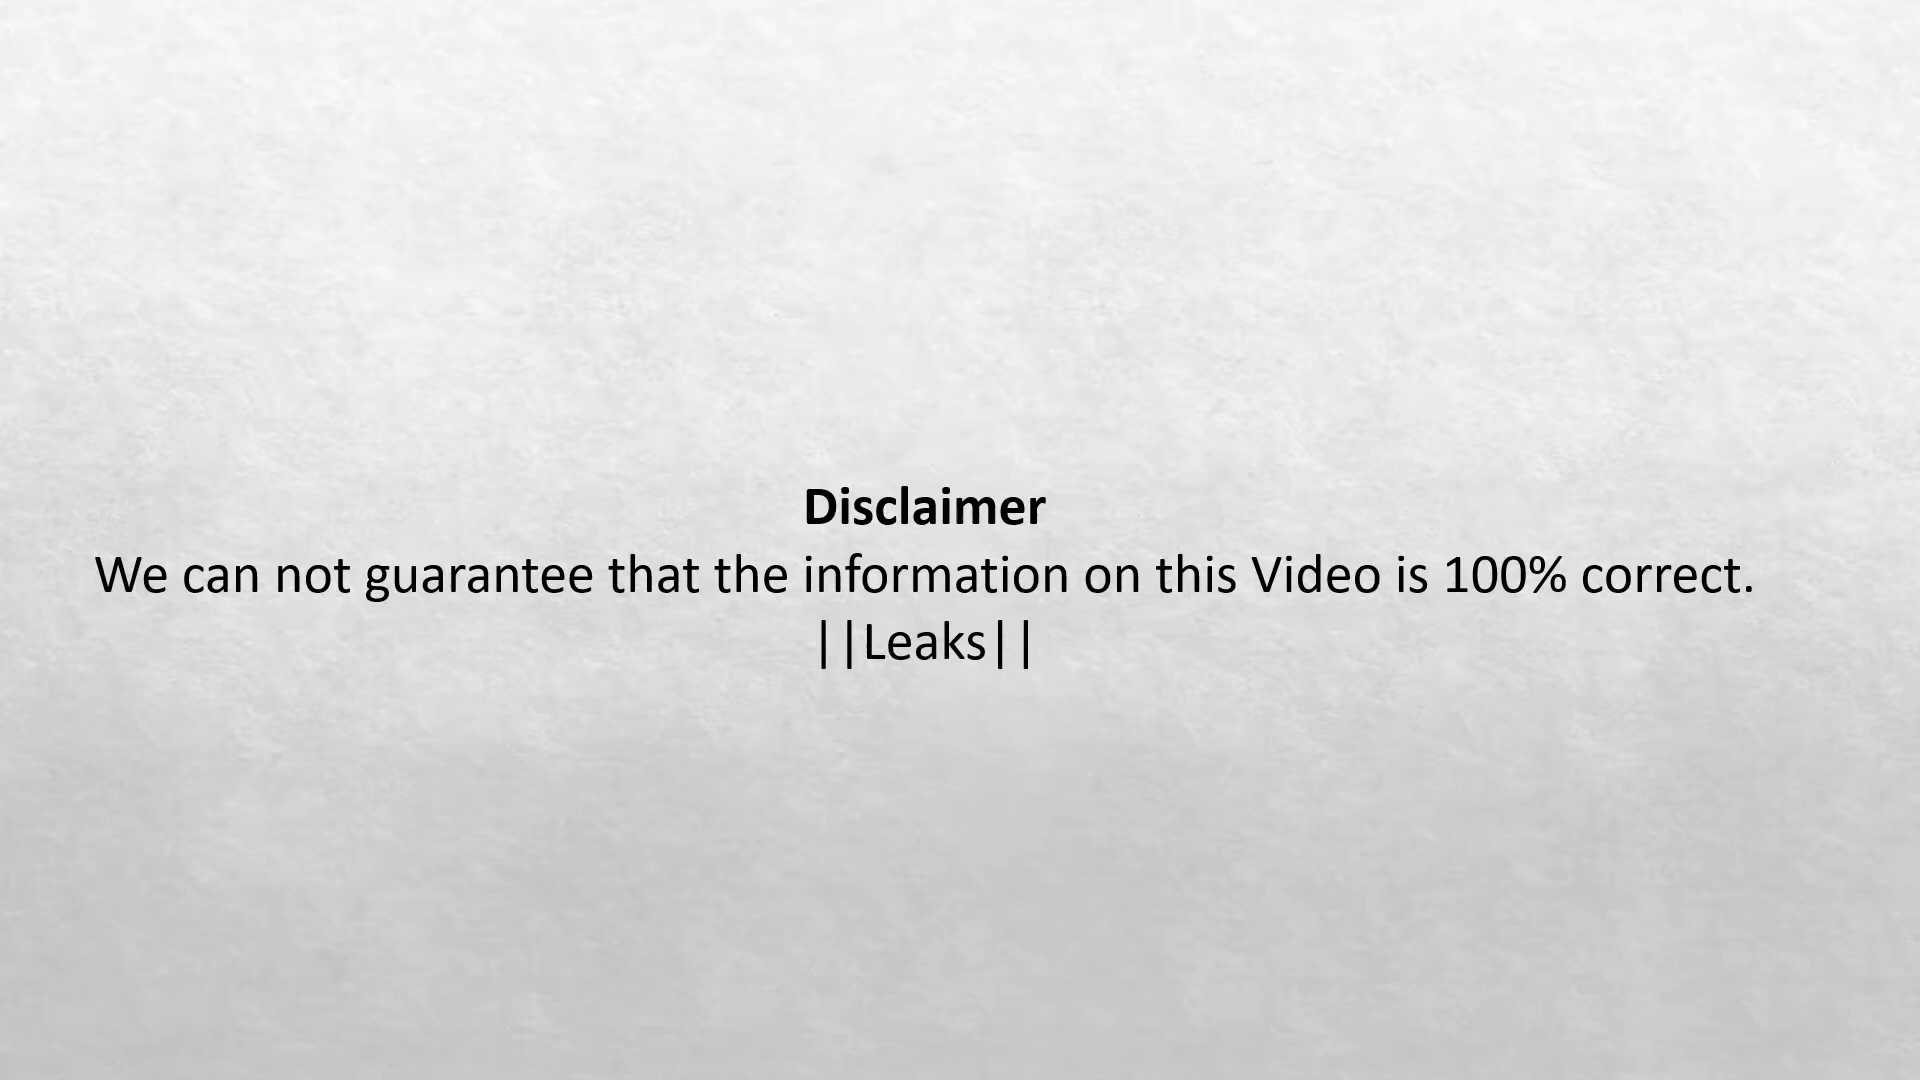 Disclaimer
We can not guarantee that the information on this Video is 100% correct.
||Leaks||